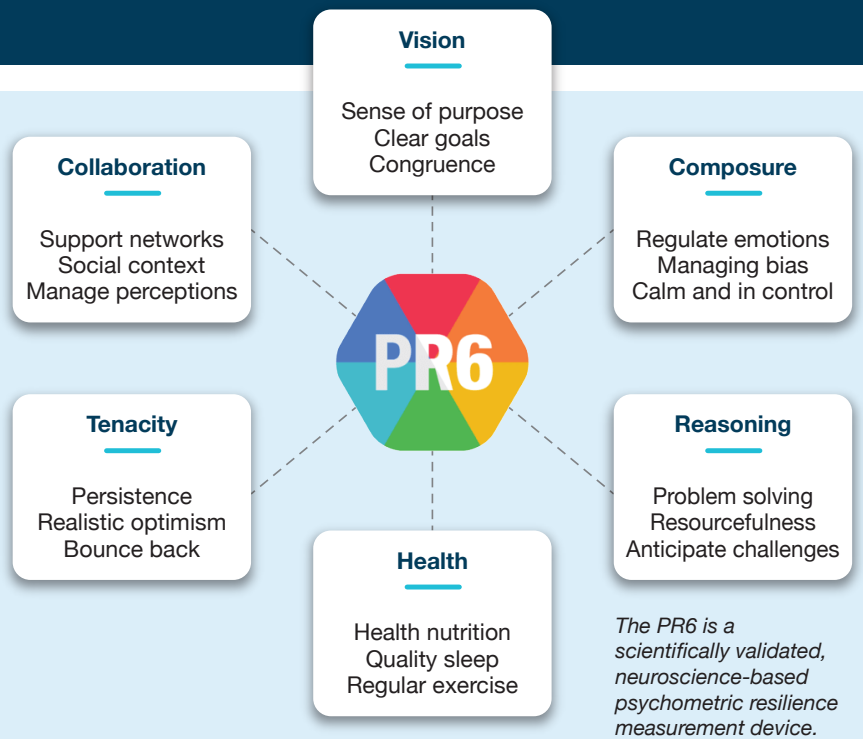 Vision
Sense of purpose
Clear goals
Congruence
Collaboration
Support networks
Social context
Manage perceptions
Composure
Regulate emotions
Managing bias
Calm and in control
PR6
Tenacity
Persistence
Realistic optimism
Bounce back
Reasoning
Problem solving
Resourcefulness
Anticipate challenges
Health
Health nutrition
Quality sleep
Regular exercise
The PR6 is a
scientifically validated,
neuroscience-based
psychometric resilience
measurement device.